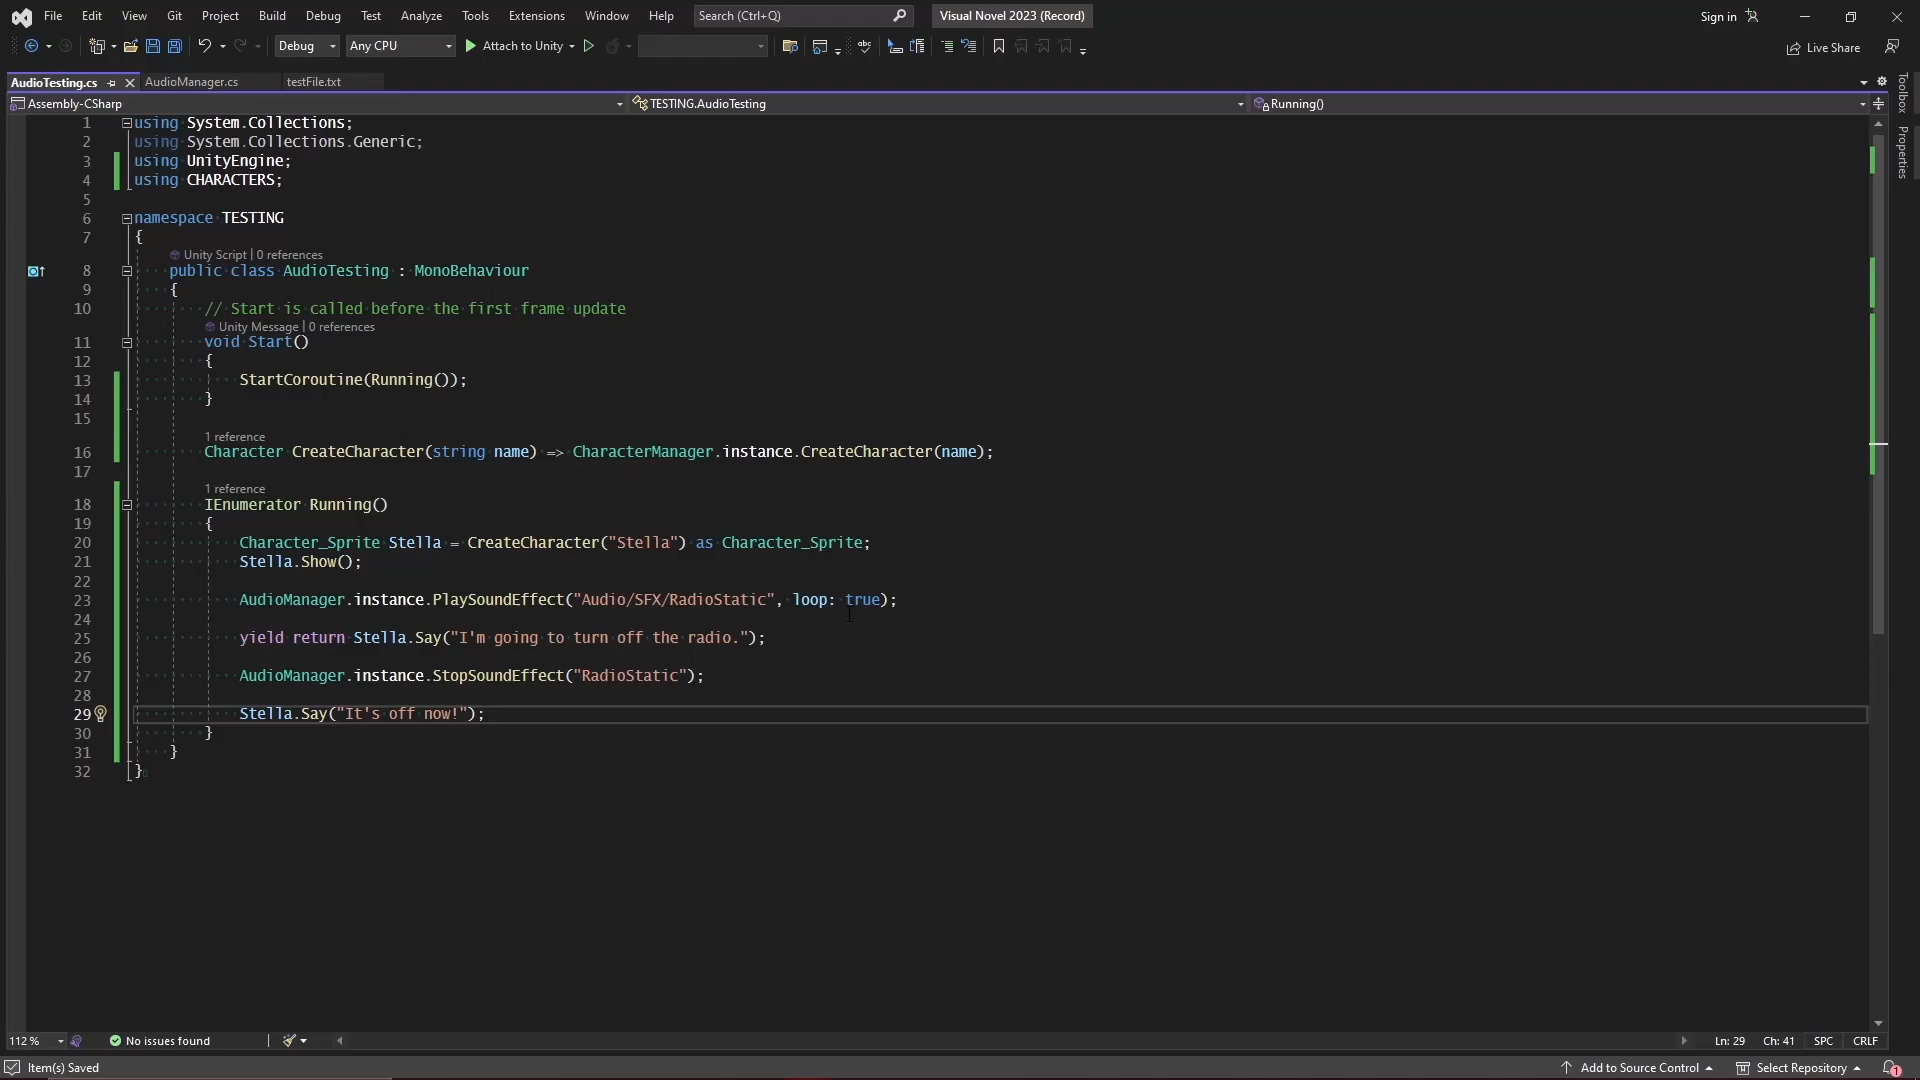 File Edit View Git Project Build Debug Test Analyze Tools Extensions Window Help Search (Ctrl+Q) Visual Novel 2023 (Record) Sign in
Debug Any CPU Attach to Unity Live Share
AudioTesting.cs AudioManager.cs testFile.txt
Assembly-CSharp TESTING.AudioTesting Running()
Toolbox
Properties
1 using System.Collections;
2 using System.Collections.Generic;
3 using UnityEngine;
4 using CHARACTERS;
5
6 namespace TESTING
7 {
Unity Script | 0 references
8 public class AudioTesting : MonoBehaviour
9 {
10 // Start is called before the first frame update
Unity Message | 0 references
11 void Start()
12 {
13 StartCoroutine(Running());
14 }
15
1 reference
16 Character CreateCharacter(string name) => CharacterManager.instance.CreateCharacter(name);
17
1 reference
18 IEnumerator Running()
19 {
20 Character_Sprite Stella = CreateCharacter("Stella") as Character_Sprite;
21 Stella.Show();
22
23 AudioManager.instance.PlaySoundEffect("Audio/SFX/RadioStatic", loop: true);
24
25 yield return Stella.Say("I'm going to turn off the radio.");
26
27 AudioManager.instance.StopSoundEffect("RadioStatic");
28
29 Stella.Say("It's off now!");
30 }
31 }
32 }
112 % No issues found Ln: 29 Ch: 41 SPC CRLF
Item(s) Saved Add to Source Control Select Repository 1